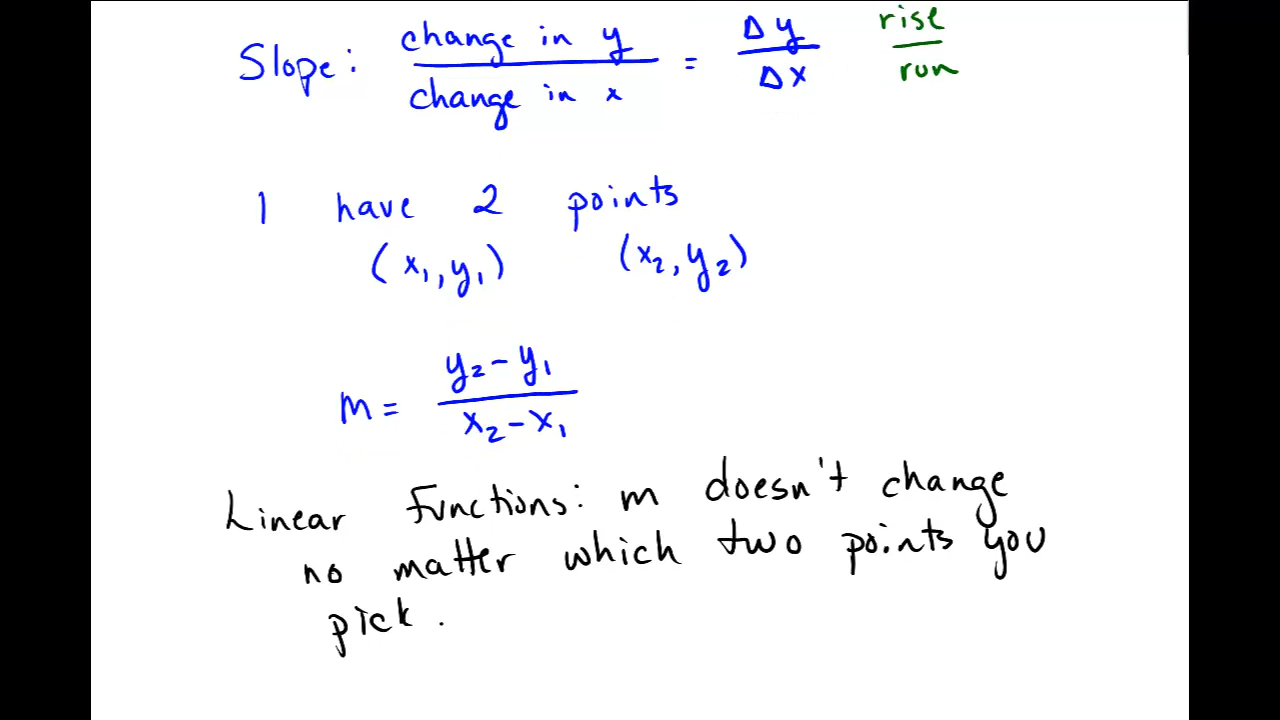 Slope: change in y / change in x = Δy / Δx rise / run
I have 2 points
(x₁, y₁) (x₂, y₂)
m = y₂ - y₁ / x₂ - x₁
Linear Functions: m doesn't change
no matter which two points you
pick.